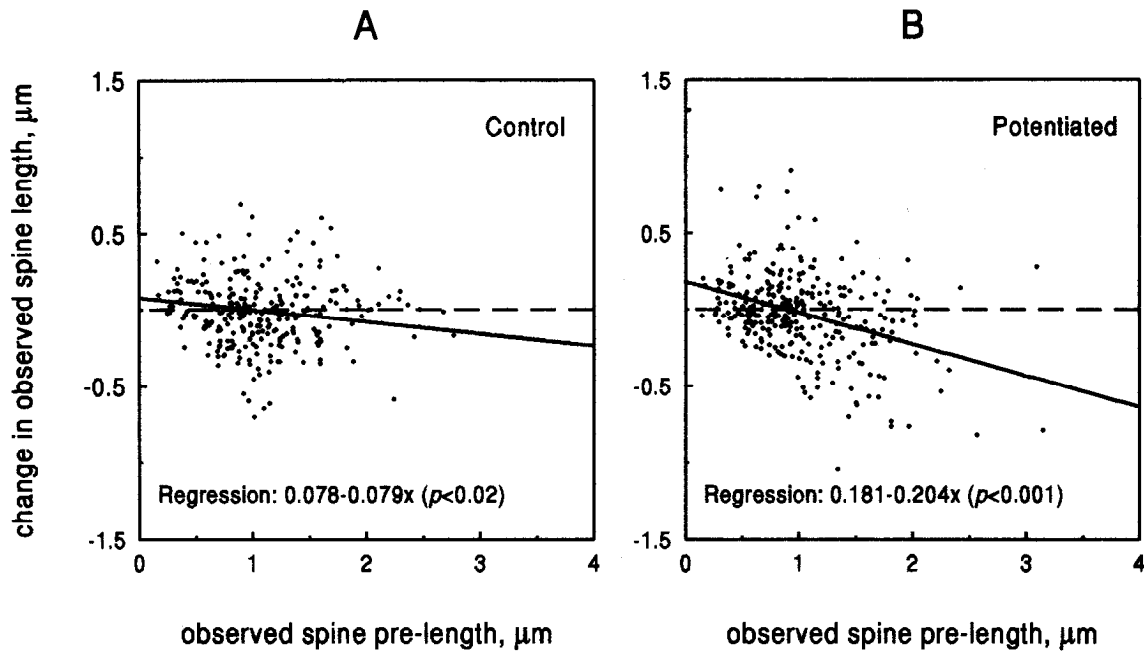 A
B
change in observed spine length, μm
1.5
0.5
-0.5
-1.5
Control
Regression: 0.078-0.079x (p<0.02)
0 1 2 3 4
observed spine pre-length, μm
1.5
0.5
-0.5
-1.5
Potentiated
Regression: 0.181-0.204x (p<0.001)
0 1 2 3 4
observed spine pre-length, μm